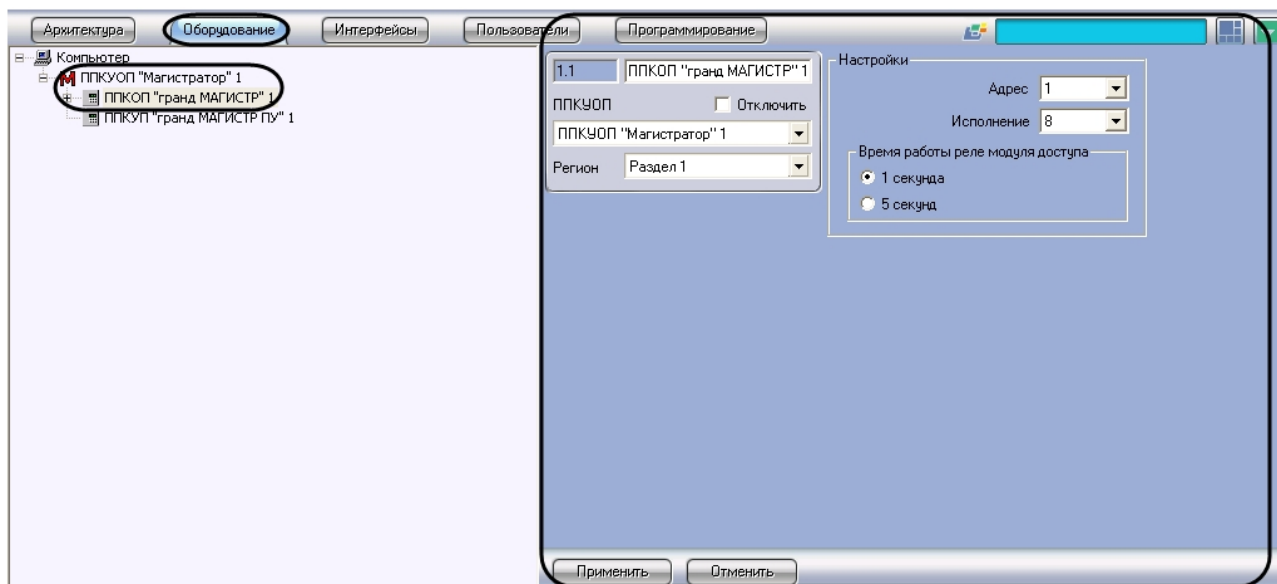 Архитектура Оборудование Интерфейсы Пользователи Программирование
Компьютер
ППКУОП "Магистратор" 1
ППКОП "гранд МАГИСТР" 1
ППКУП "гранд МАГИСТР ПУ" 1
1.1 ППКОП "гранд МАГИСТР" 1
ППКУОП Отключить
ППКУОП "Магистратор" 1
Регион Раздел 1
Настройки
Адрес 1
Исполнение 8
Время работы реле модуля доступа
1 секунда
5 секунд
Применить Отменить